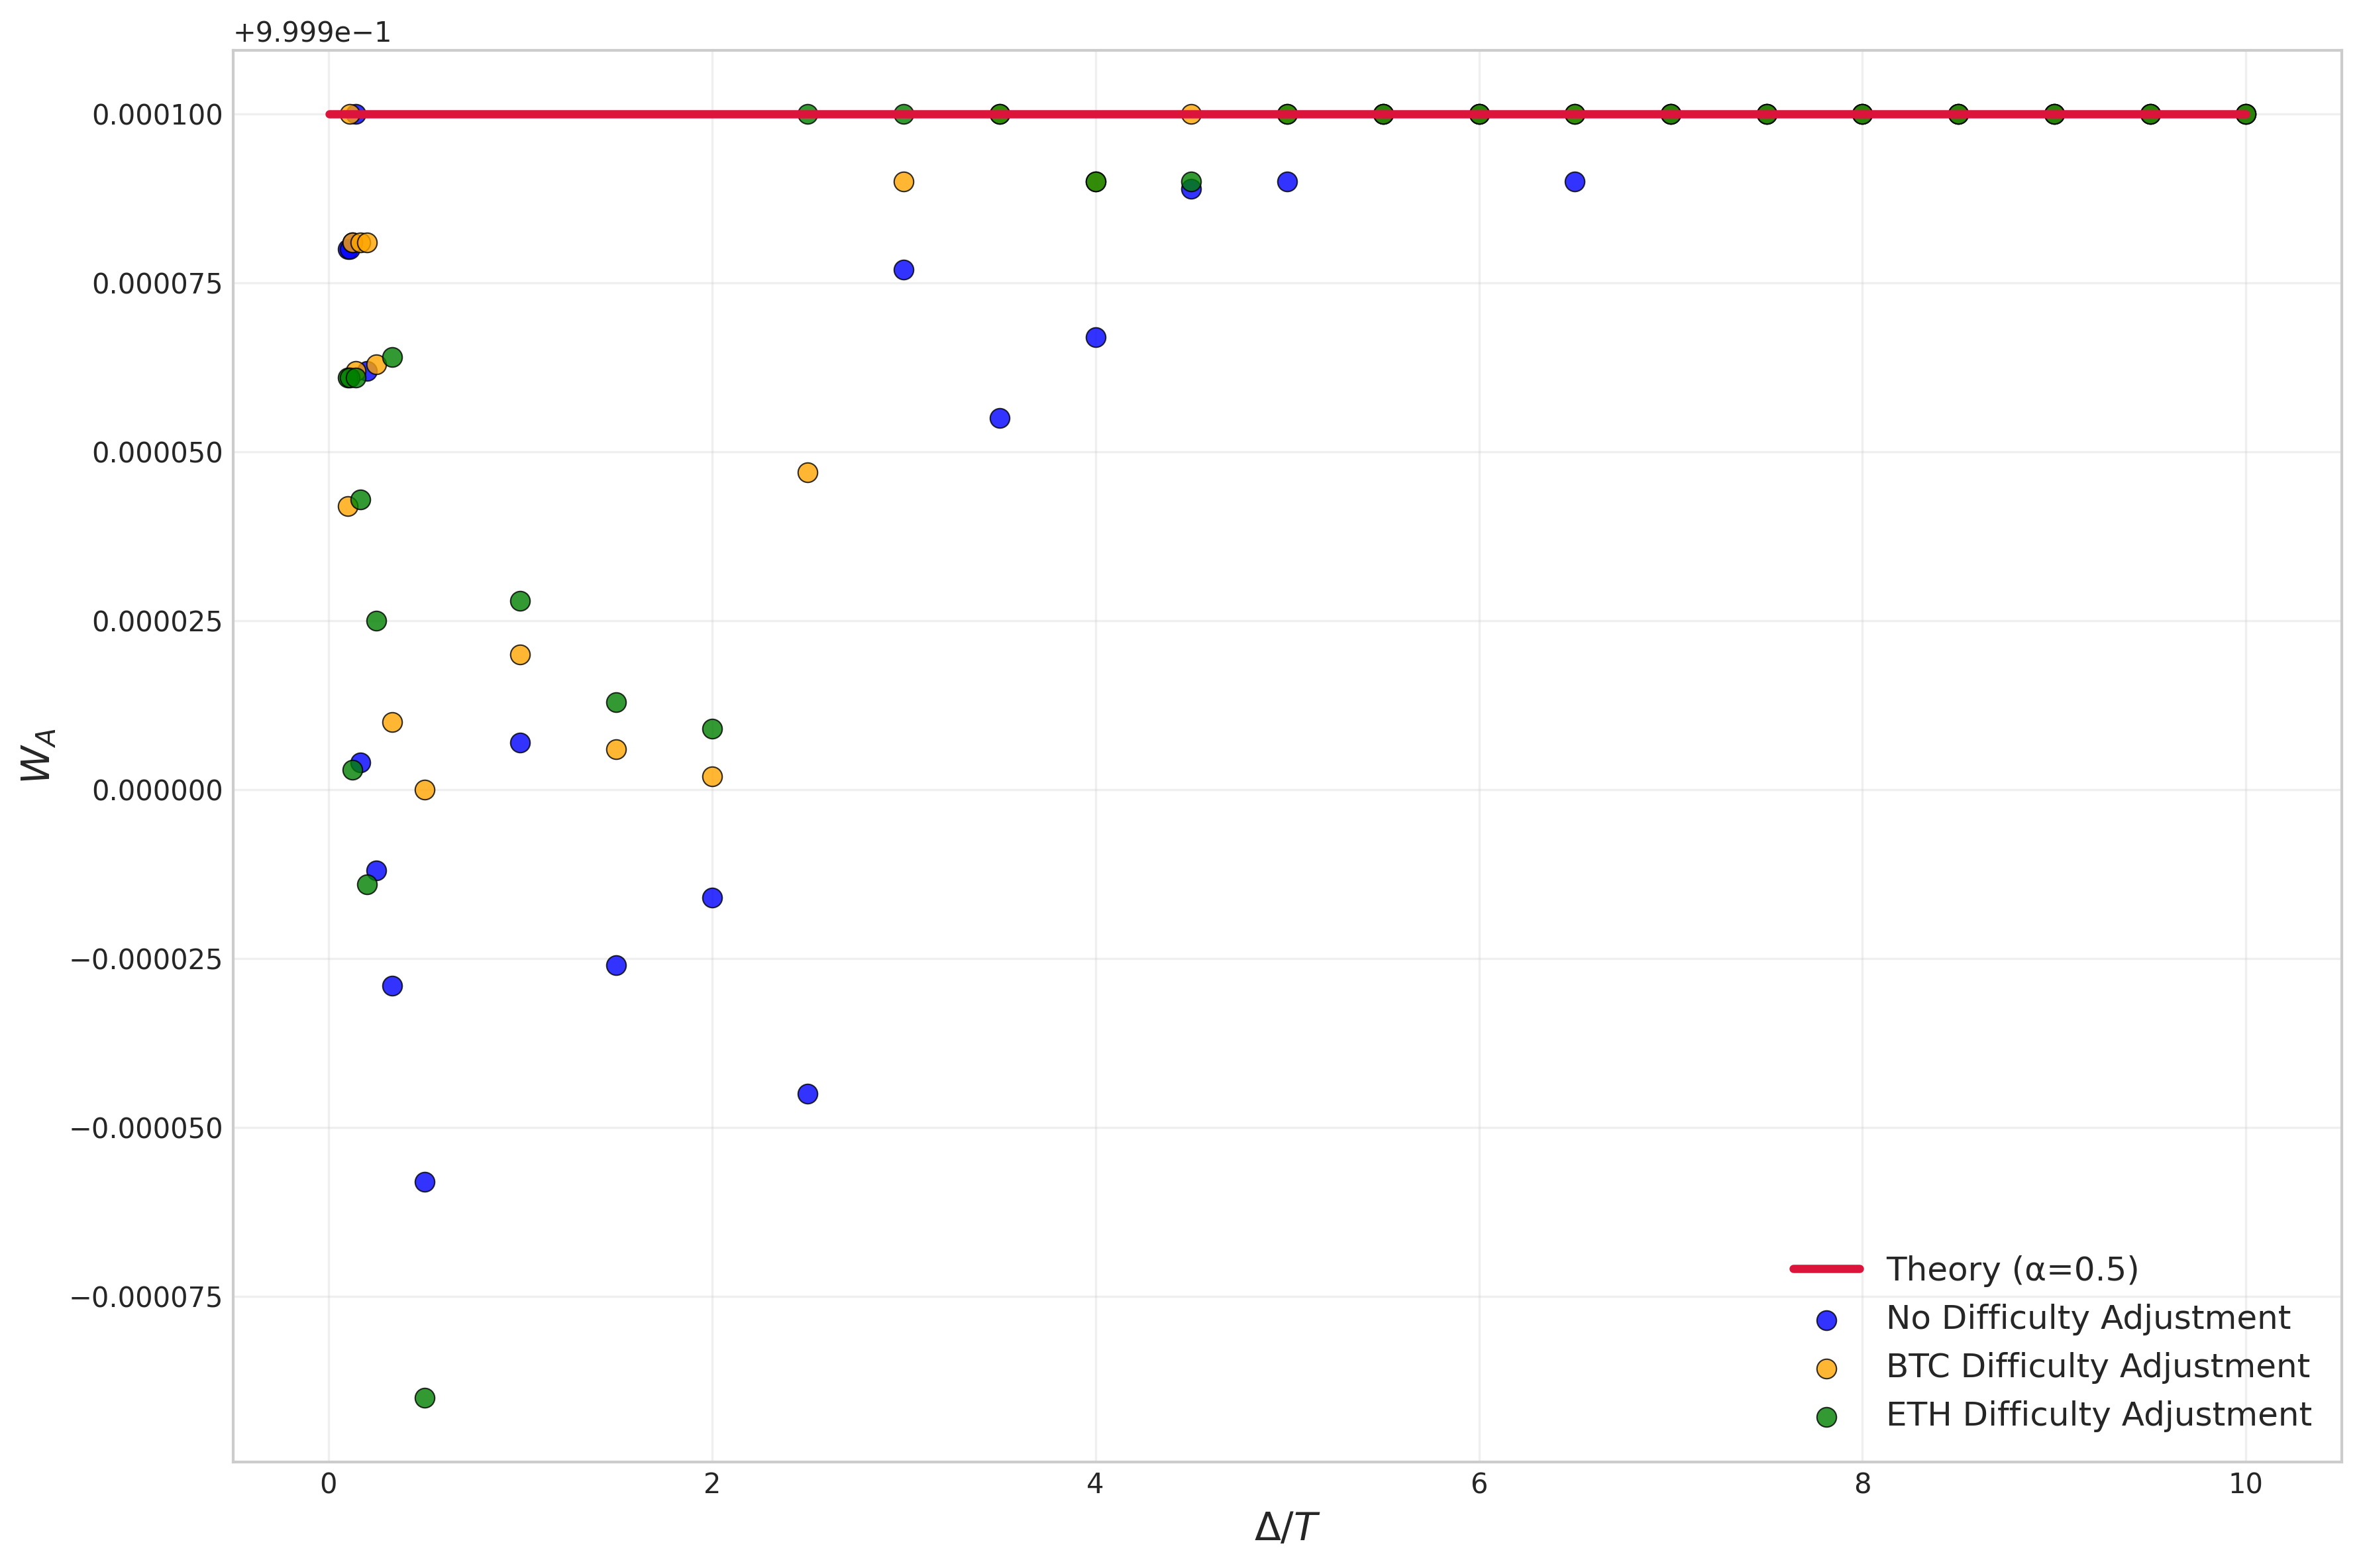 +9.999e−1
0.000100
0.000075
0.000050
0.000025
0.000000
−0.000025
−0.000050
−0.000075
W_A
0 2 4 6 8 10
Δ/T
Theory (α=0.5)
No Difficulty Adjustment
BTC Difficulty Adjustment
ETH Difficulty Adjustment